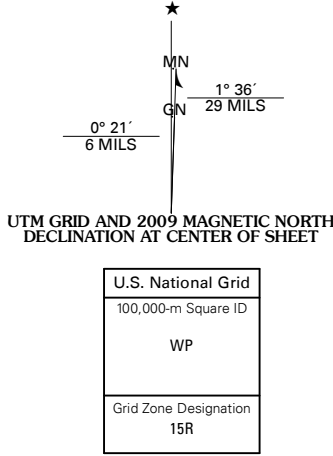 ★
MN
1° 36´
29 MILS
GN
0° 21´
6 MILS
UTM GRID AND 2009 MAGNETIC NORTH
DECLINATION AT CENTER OF SHEET
U.S. National Grid
100,000-m Square ID
WP
Grid Zone Designation
15R